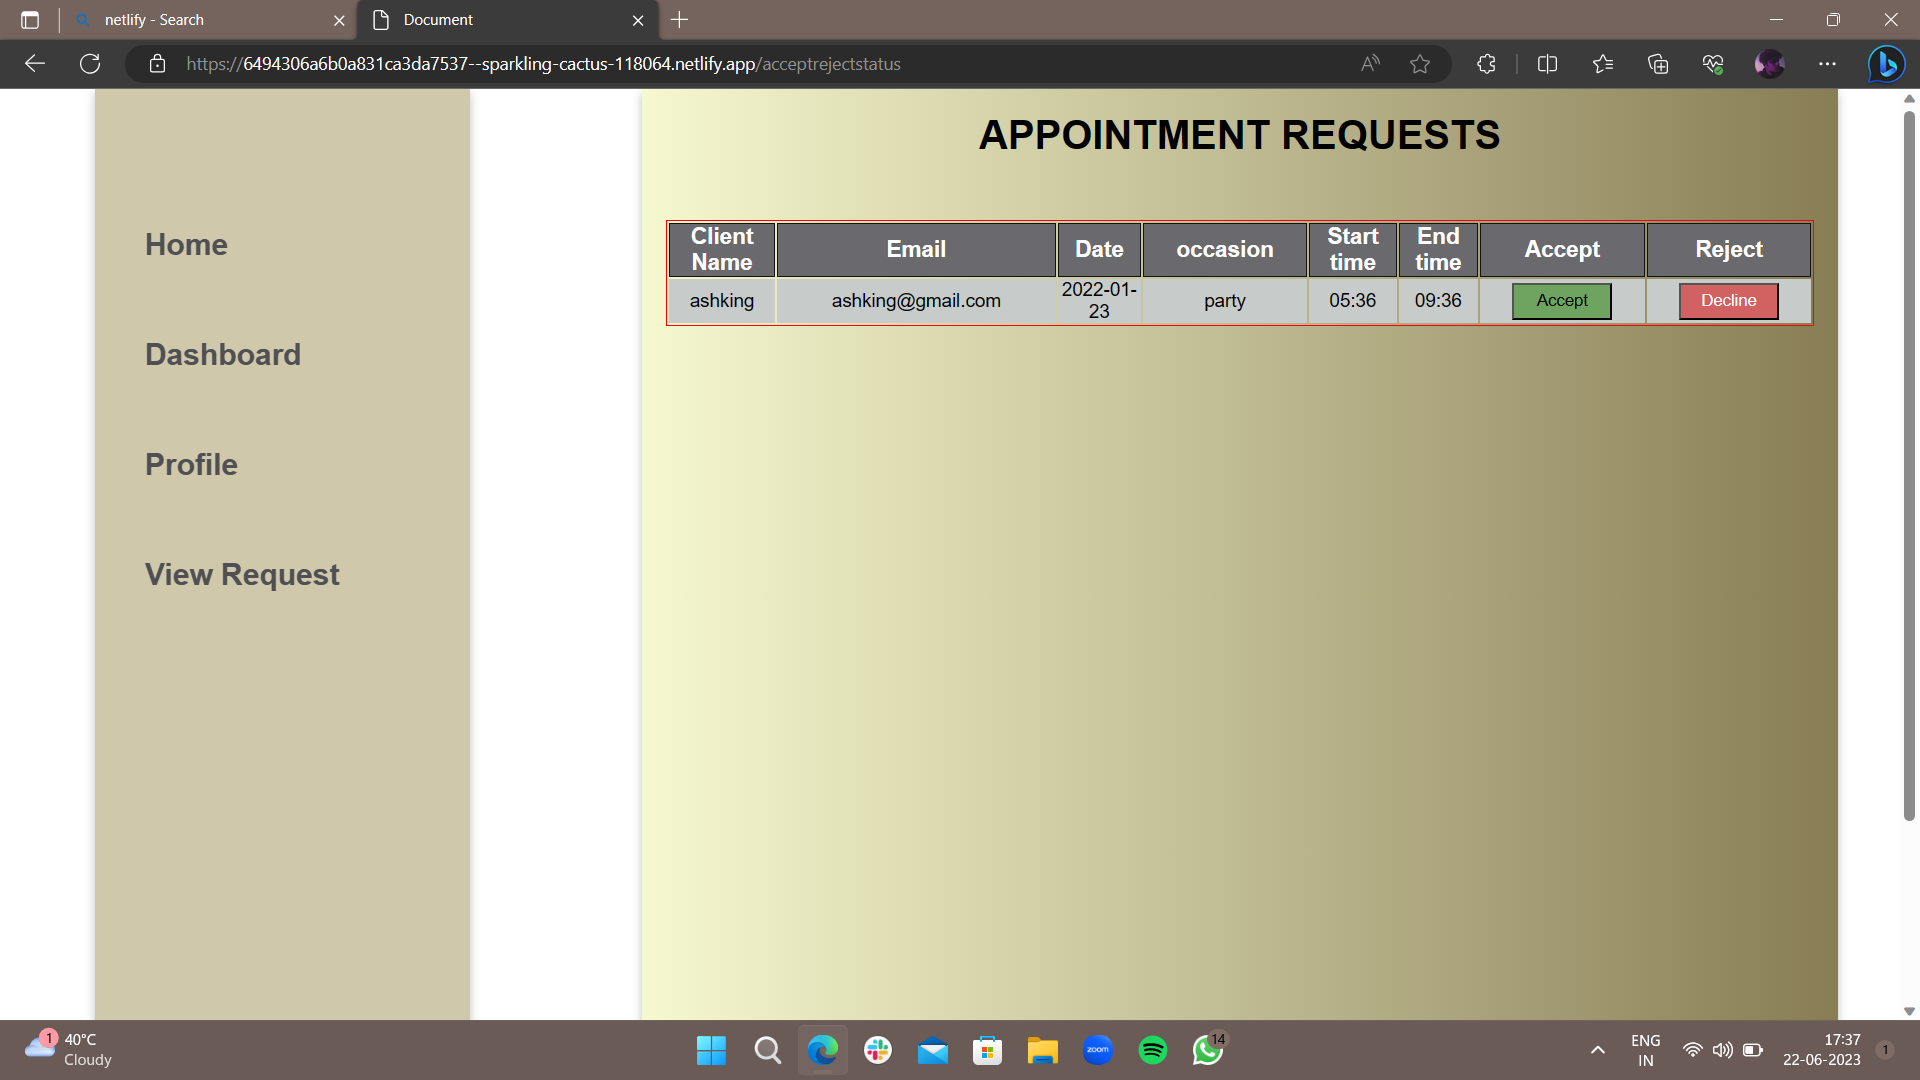 netlify - Search
Document
https://6494306a6b0a831ca3da7537--sparkling-cactus-118064.netlify.app/acceptrejectstatus
Home
Dashboard
Profile
View Request
APPOINTMENT REQUESTS
Client Name Email Date occasion Start time End time Accept Reject
ashking ashking@gmail.com 2022-01-23 party 05:36 09:36 Accept Decline
1
40°C
Cloudy
zoom
14
ENG
IN
17:37
22-06-2023
1